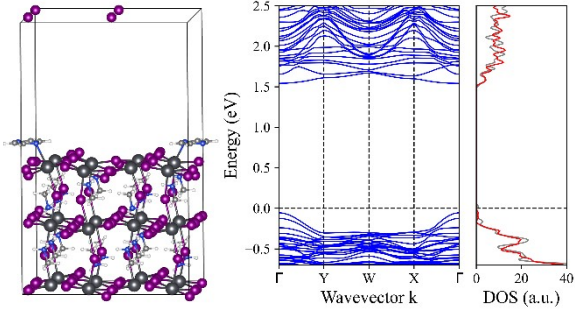 2.5
2.0
1.5
1.0
0.5
0.0
−0.5
Energy (eV)
Γ Y W X Γ
Wavevector k
0 20 40
DOS (a.u.)